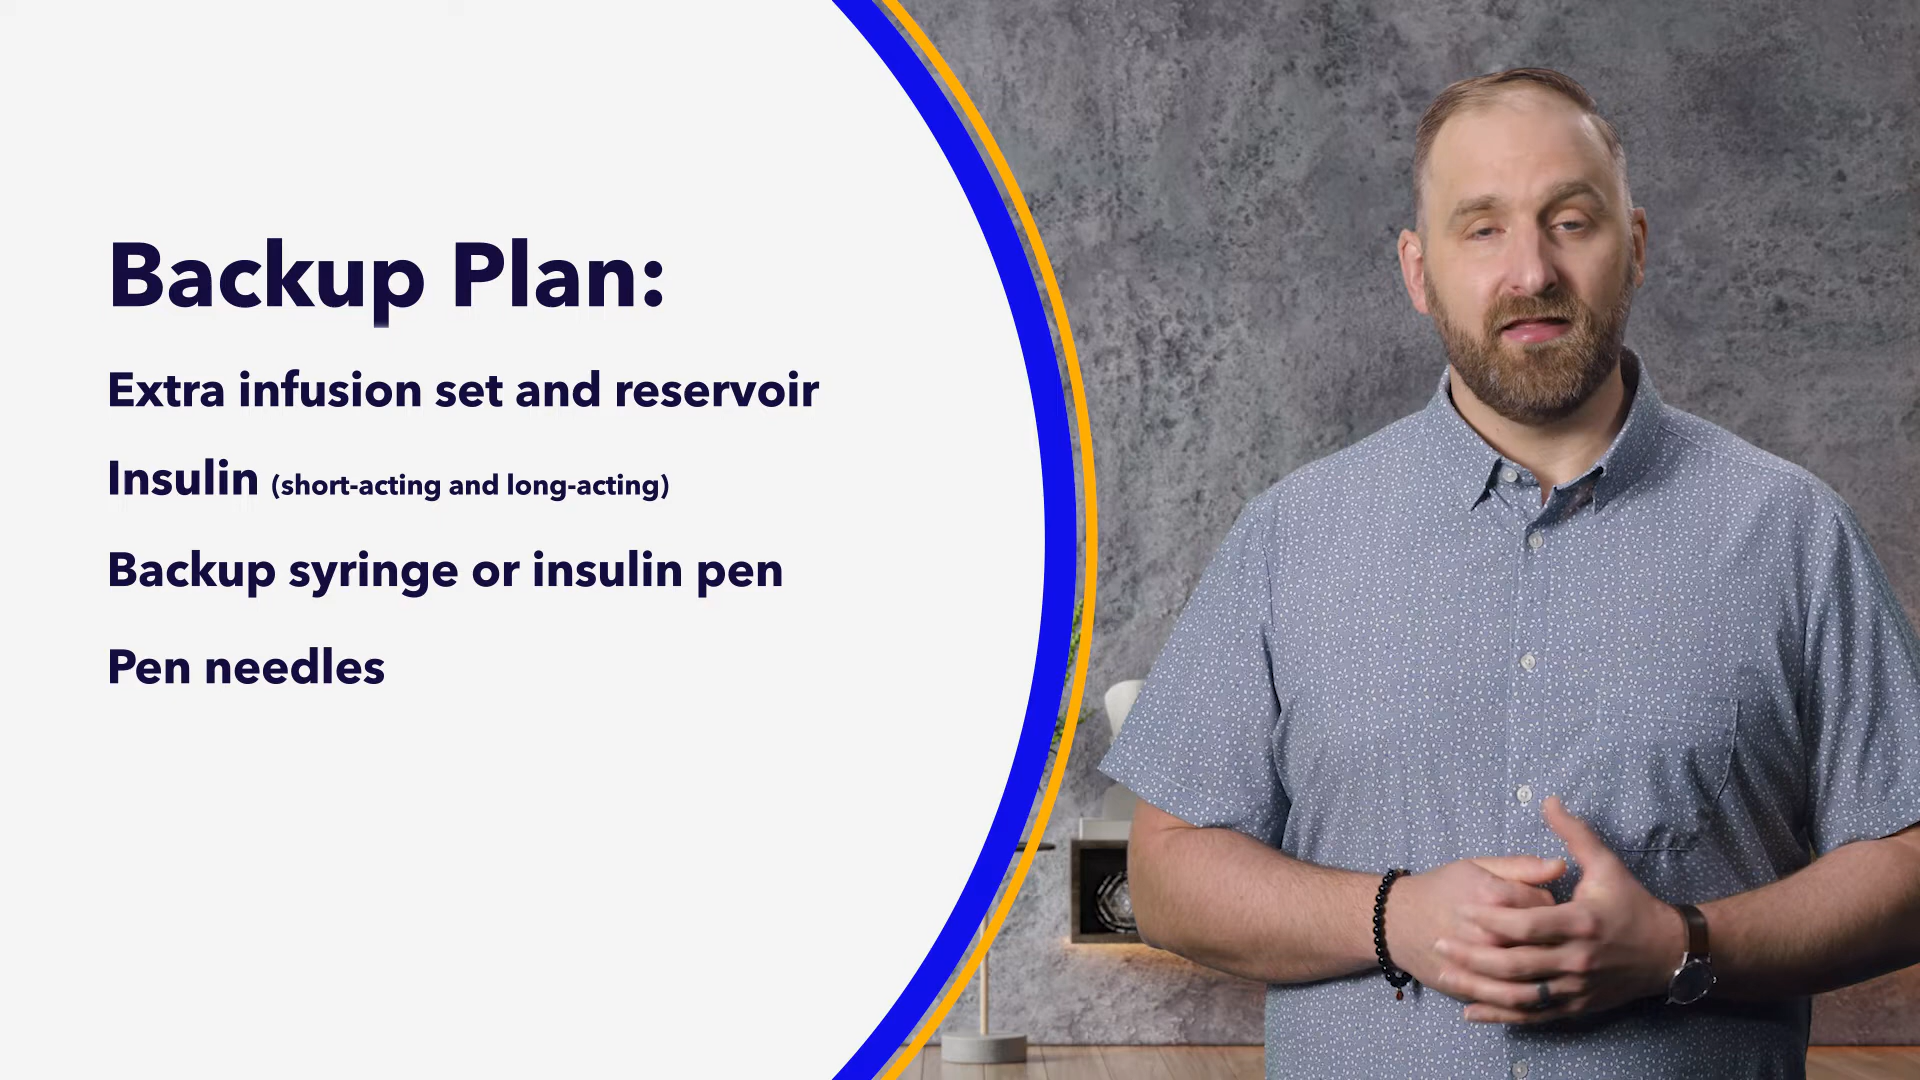 Backup Plan:
Extra infusion set and reservoir
Insulin (short-acting and long-acting)
Backup syringe or insulin pen
Pen needles